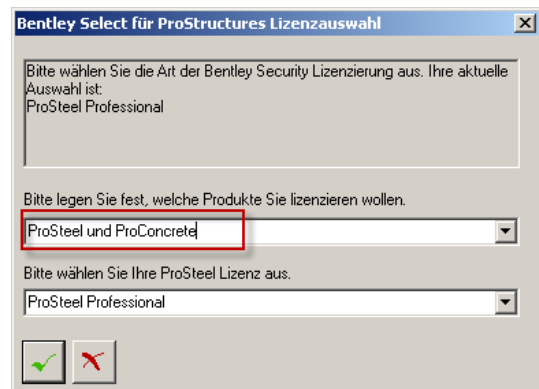 Bentley Select für ProStructures Lizenzauswahl
Bitte wählen Sie die Art der Bentley Security Lizenzierung aus. Ihre aktuelle
Auswahl ist:
ProSteel Professional
Bitte legen Sie fest, welche Produkte Sie lizenzieren wollen.
ProSteel und ProConcrete
Bitte wählen Sie Ihre ProSteel Lizenz aus.
ProSteel Professional